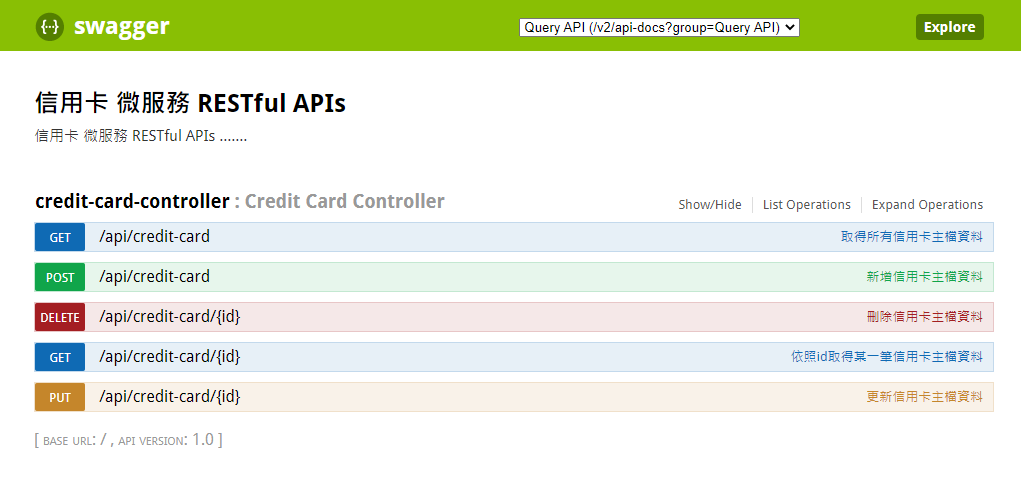 {··} swagger Query API (/v2/api-docs?group=Query API) Explore
信用卡 微服務 RESTful APIs
信用卡 微服務 RESTful APIs .......
credit-card-controller : Credit Card Controller Show/Hide List Operations Expand Operations
GET /api/credit-card 取得所有信用卡主檔資料
POST /api/credit-card 新增信用卡主檔資料
DELETE /api/credit-card/{id} 刪除信用卡主檔資料
GET /api/credit-card/{id} 依照id取得某一筆信用卡主檔資料
PUT /api/credit-card/{id} 更新信用卡主檔資料
[ BASE URL: / , API VERSION: 1.0 ]